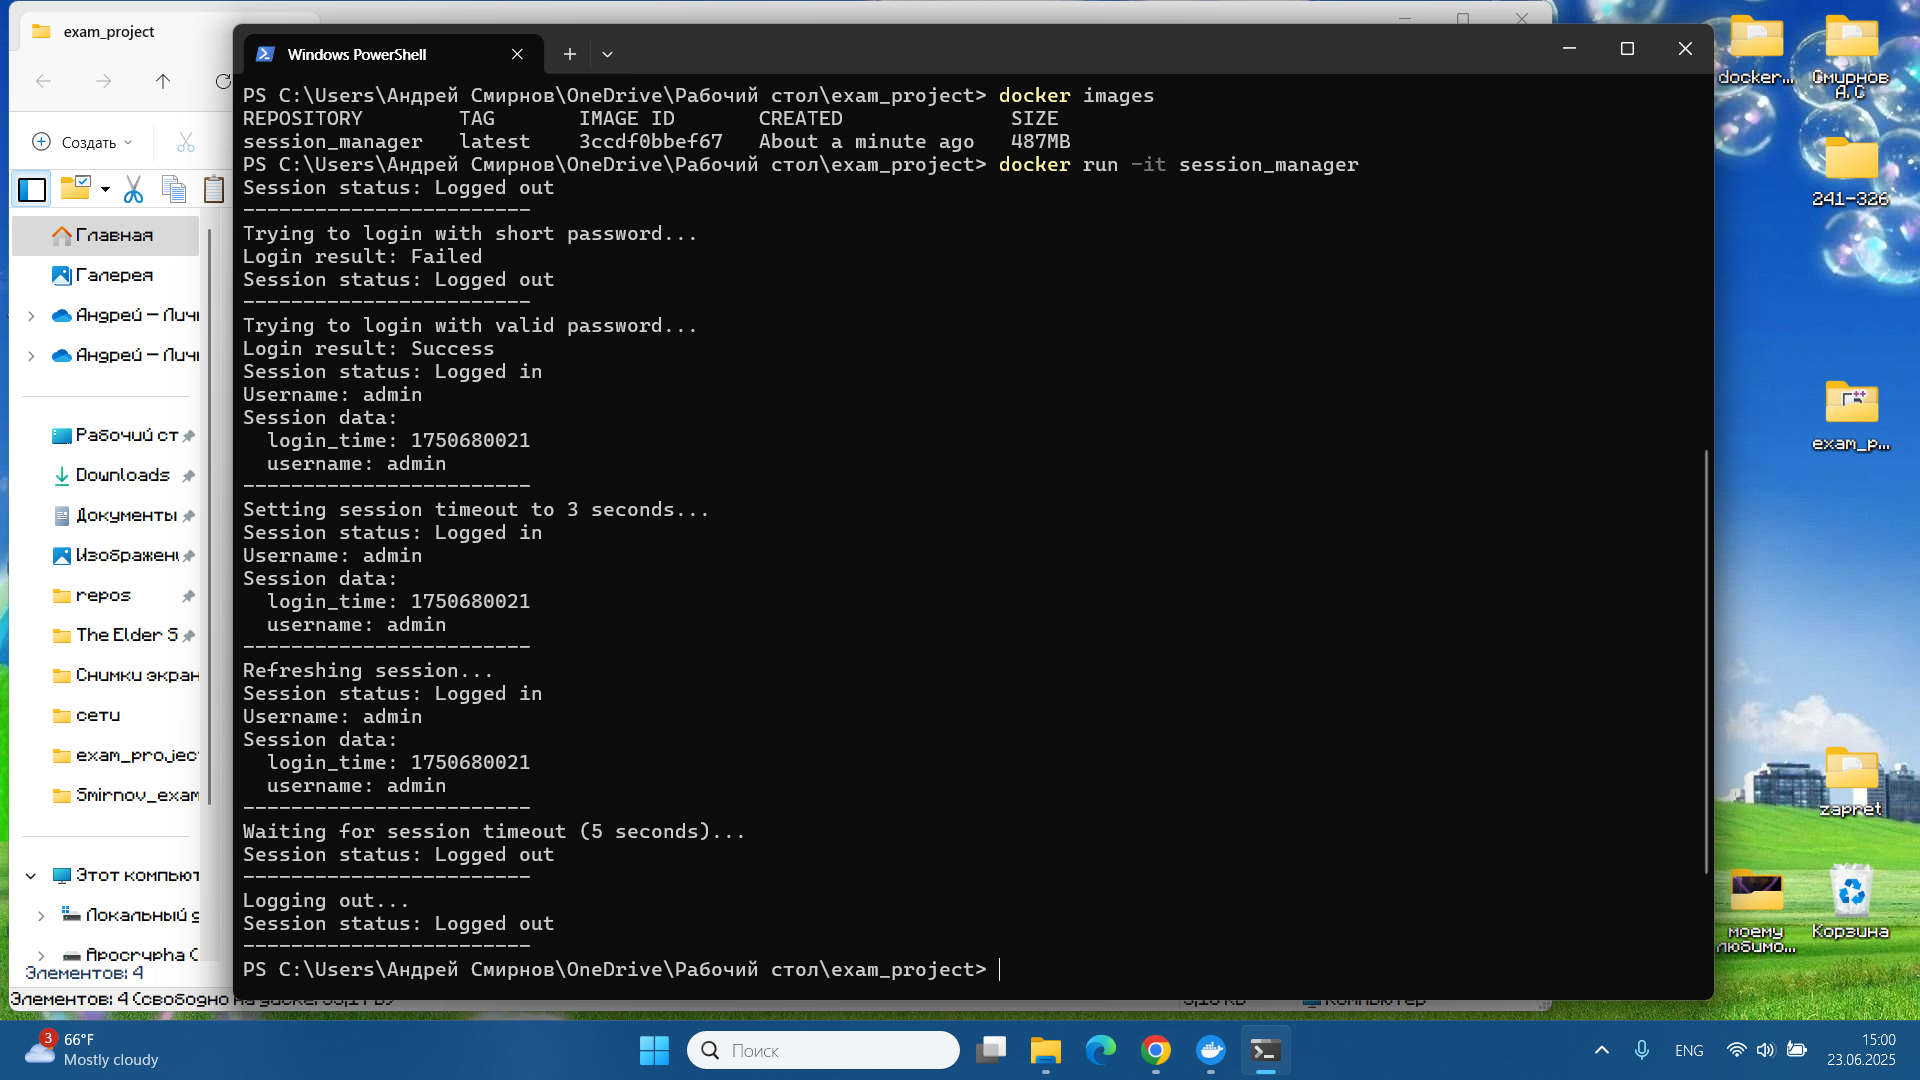 exam_project
Windows PowerShell
Создать
Главная
Галерея
Андрей – Личн
Андрей – Личн
Рабочий ст
Downloads
Документы
Изображени
repos
The Elder S
Снимки экран
сети
exam_project
Smirnov_exam
Этот компьют
Локальный д
Apocrypha (
Элементов: 4
Элементов: 4 (свободно на диске
PS C:\Users\Андрей Смирнов\OneDrive\Рабочий стол\exam_project> docker images
REPOSITORY TAG IMAGE ID CREATED SIZE
session_manager latest 3ccdf0bbef67 About a minute ago 487MB
PS C:\Users\Андрей Смирнов\OneDrive\Рабочий стол\exam_project> docker run -it session_manager
Session status: Logged out
------------------------
Trying to login with short password...
Login result: Failed
Session status: Logged out
------------------------
Trying to login with valid password...
Login result: Success
Session status: Logged in
Username: admin
Session data:
login_time: 1750680021
username: admin
------------------------
Setting session timeout to 3 seconds...
Session status: Logged in
Username: admin
Session data:
login_time: 1750680021
username: admin
------------------------
Refreshing session...
Session status: Logged in
Username: admin
Session data:
login_time: 1750680021
username: admin
------------------------
Waiting for session timeout (5 seconds)...
Session status: Logged out
------------------------
Logging out...
Session status: Logged out
------------------------
PS C:\Users\Андрей Смирнов\OneDrive\Рабочий стол\exam_project>
Компьютер
docker...
Смирнов
А.С
241-326
exam_p...
zapret
моему
любимо...
Корзина
3
66°F
Mostly cloudy
Поиск
ENG
15:00
23.06.2025